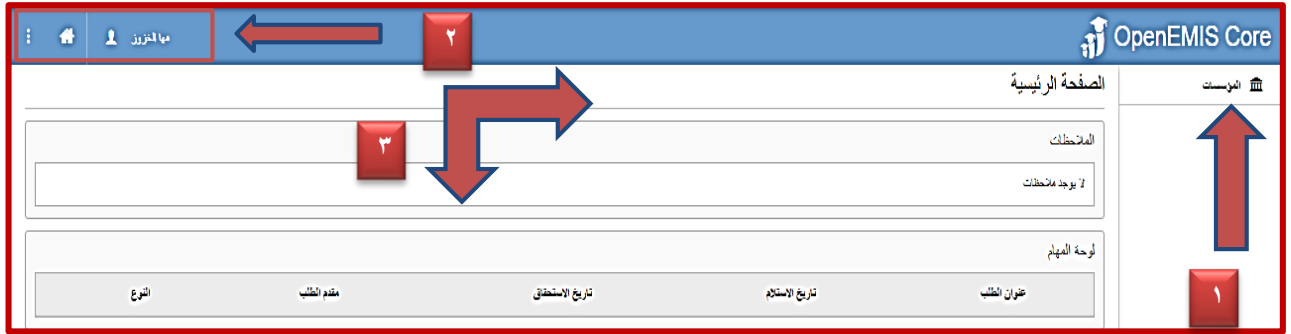 OpenEMIS Core
٢
مها الخزوز
المؤسسات
الصفحة الرئيسية
٣
الملاحظات
لا يوجد ملاحظات
لوحة المهام
عنوان الطلب تاريخ الاستلام تاريخ الاستحقاق مقدم الطلب النوع
١